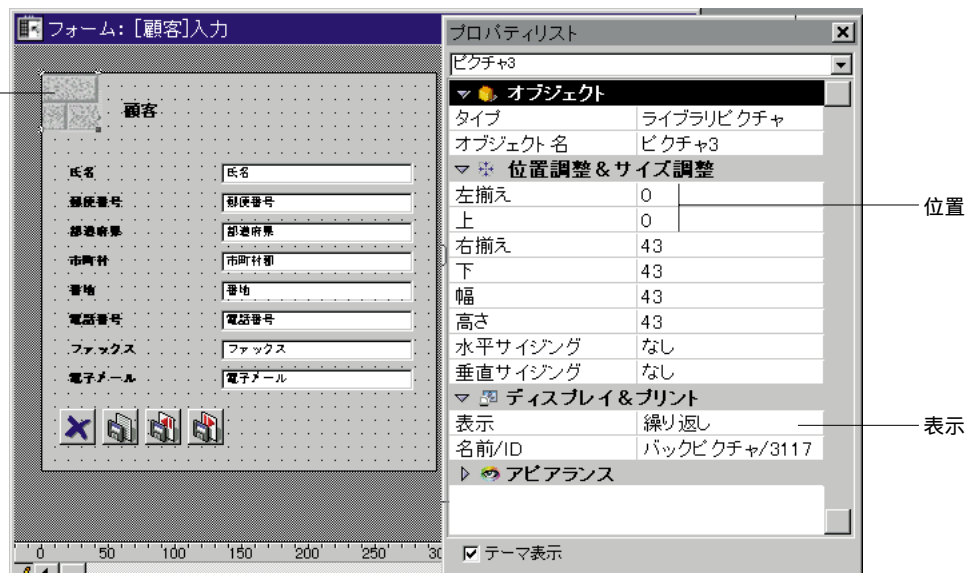 フォーム: [顧客]入力
顧客
氏名 氏名
郵便番号 郵便番号
都道府県 都道府県
市町村 市町村郡
番地 番地
電話番号 電話番号
ファックス ファックス
電子メール 電子メール
0 50 100 150 200 250 30
プロパティリスト
ピクチャ3
オブジェクト
タイプ ライブラリピクチャ
オブジェクト名 ピクチャ3
位置調整&サイズ調整
左揃え 0
上 0
右揃え 43
下 43
幅 43
高さ 43
水平サイジング なし
垂直サイジング なし
ディスプレイ&プリント
表示 繰り返し
名前/ID バックピクチャ/3117
アピアランス
テーマ表示
位置
表示